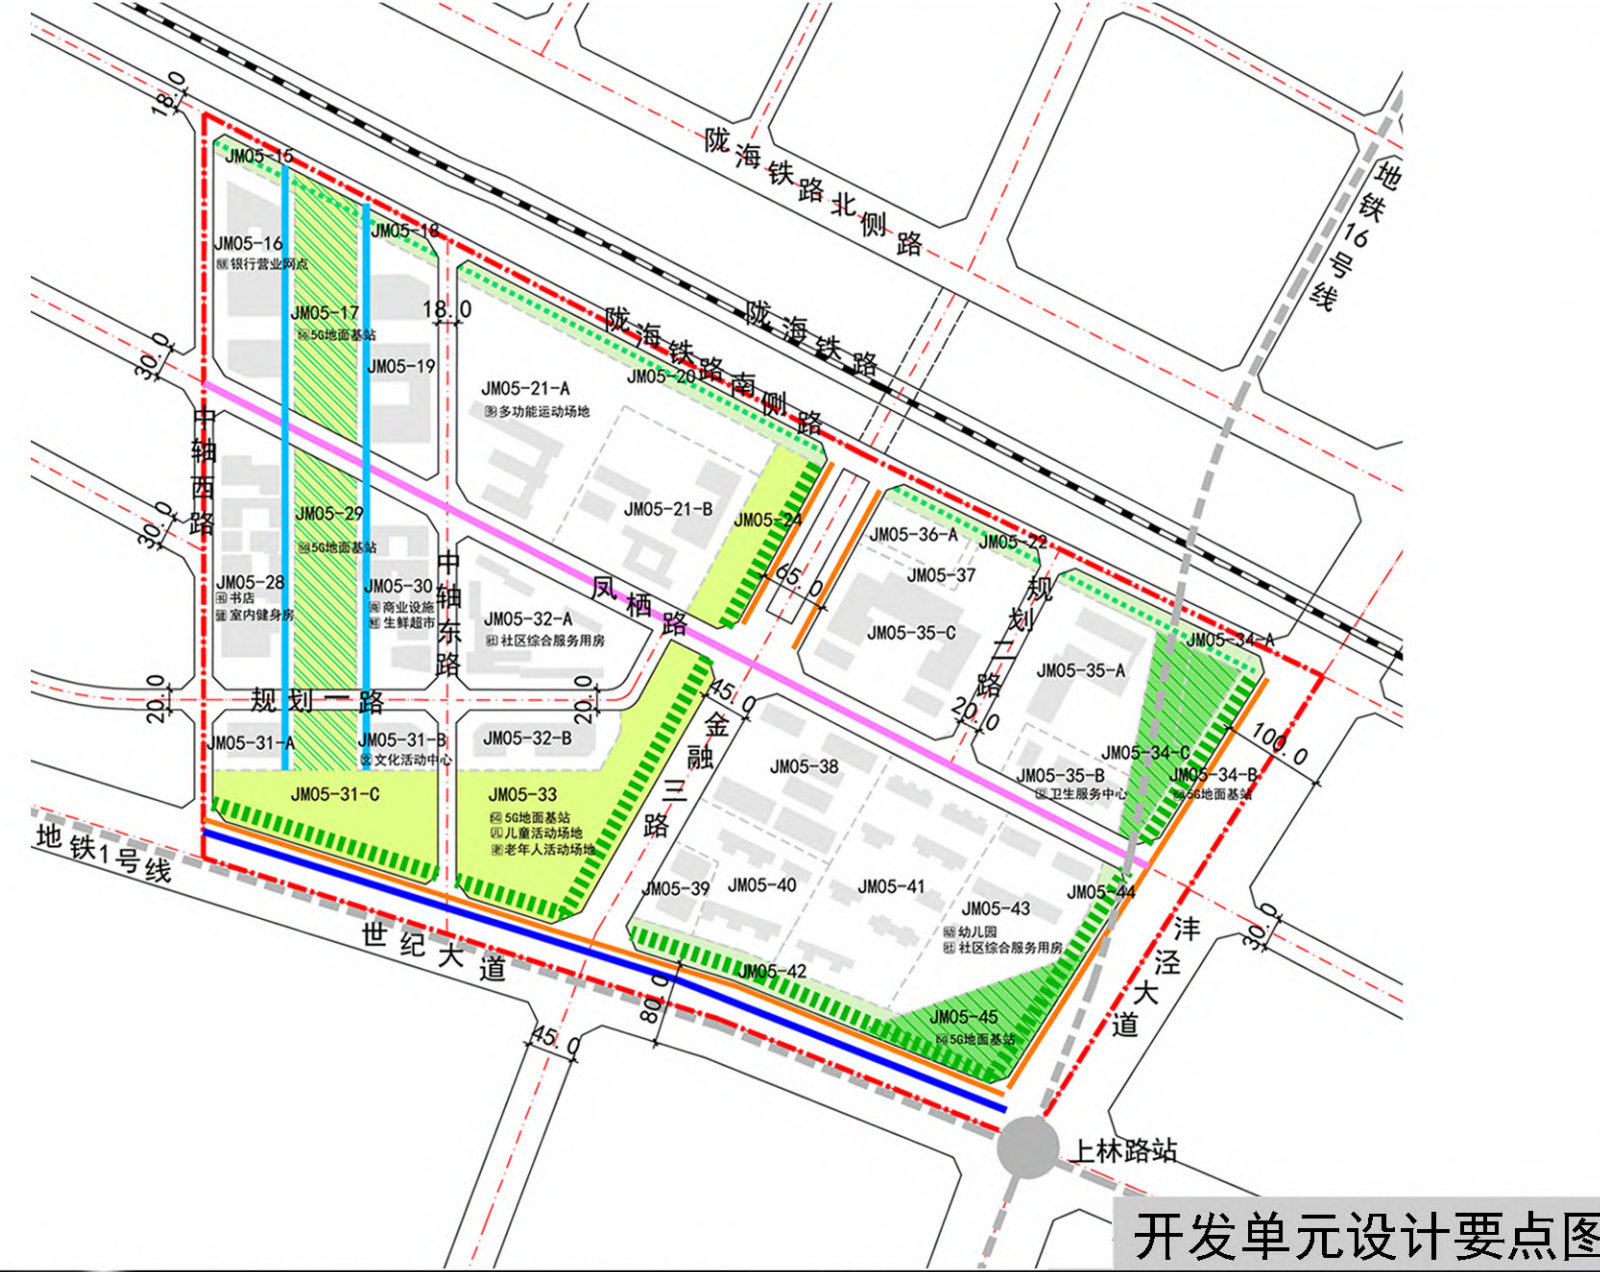 18.0
陇海铁路北侧路
地铁16号线
JM05-15
JM05-18
JM05-16
银行营业网点
JM05-17
5G地面基站
18.0
陇海铁路南侧路
陇海铁路
JM05-19
30.0
JM05-20
JM05-21-A
多功能运动场地
中轴西路
JM05-21-B
JM05-24
JM05-29
5G地面基站
30.0
JM05-36-A
JM05-22
JM05-37
65.0
规划二路
JM05-28
书店
室内健身房
JM05-30
商业设施
生鲜超市
中轴东路
凤栖路
JM05-32-A
社区综合服务用房
JM05-35-C
JM05-34-A
JM05-35-A
20.0
规划一路
20.0
45.0
20.0
金融三路
JM05-31-A
JM05-31-B
文化活动中心
JM05-32-B
JM05-34-C
100.0
JM05-38
JM05-35-B
卫生服务中心
JM05-34-B
5G地面基站
JM05-31-C
JM05-33
5G地面基站
儿童活动场地
老年人活动场地
地铁1号线
JM05-39
JM05-40
JM05-41
JM05-44
JM05-43
幼儿园
社区综合服务用房
沣泾大道
30.0
世纪大道
JM05-42
80.0
JM05-45
5G地面基站
45.0
上林路站
开发单元设计要点图